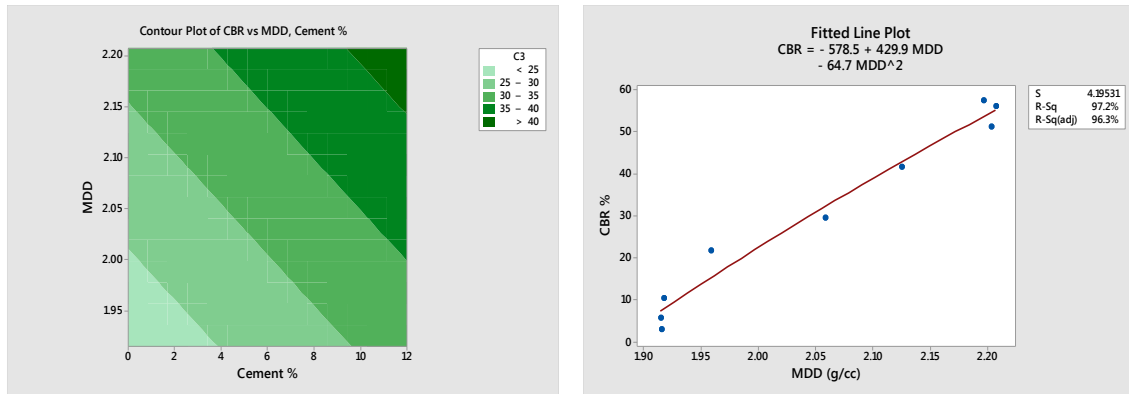 Contour Plot of CBR vs MDD, Cement %
2.20
2.15
2.10
2.05
2.00
1.95
MDD
0 2 4 6 8 10 12
Cement %
C3
< 25
25 – 30
30 – 35
35 – 40
> 40
Fitted Line Plot
CBR = - 578.5 + 429.9 MDD
- 64.7 MDD^2
60
50
40
30
20
10
0
CBR %
1.90 1.95 2.00 2.05 2.10 2.15 2.20
MDD (g/cc)
S 4.19531
R-Sq 97.2%
R-Sq(adj) 96.3%